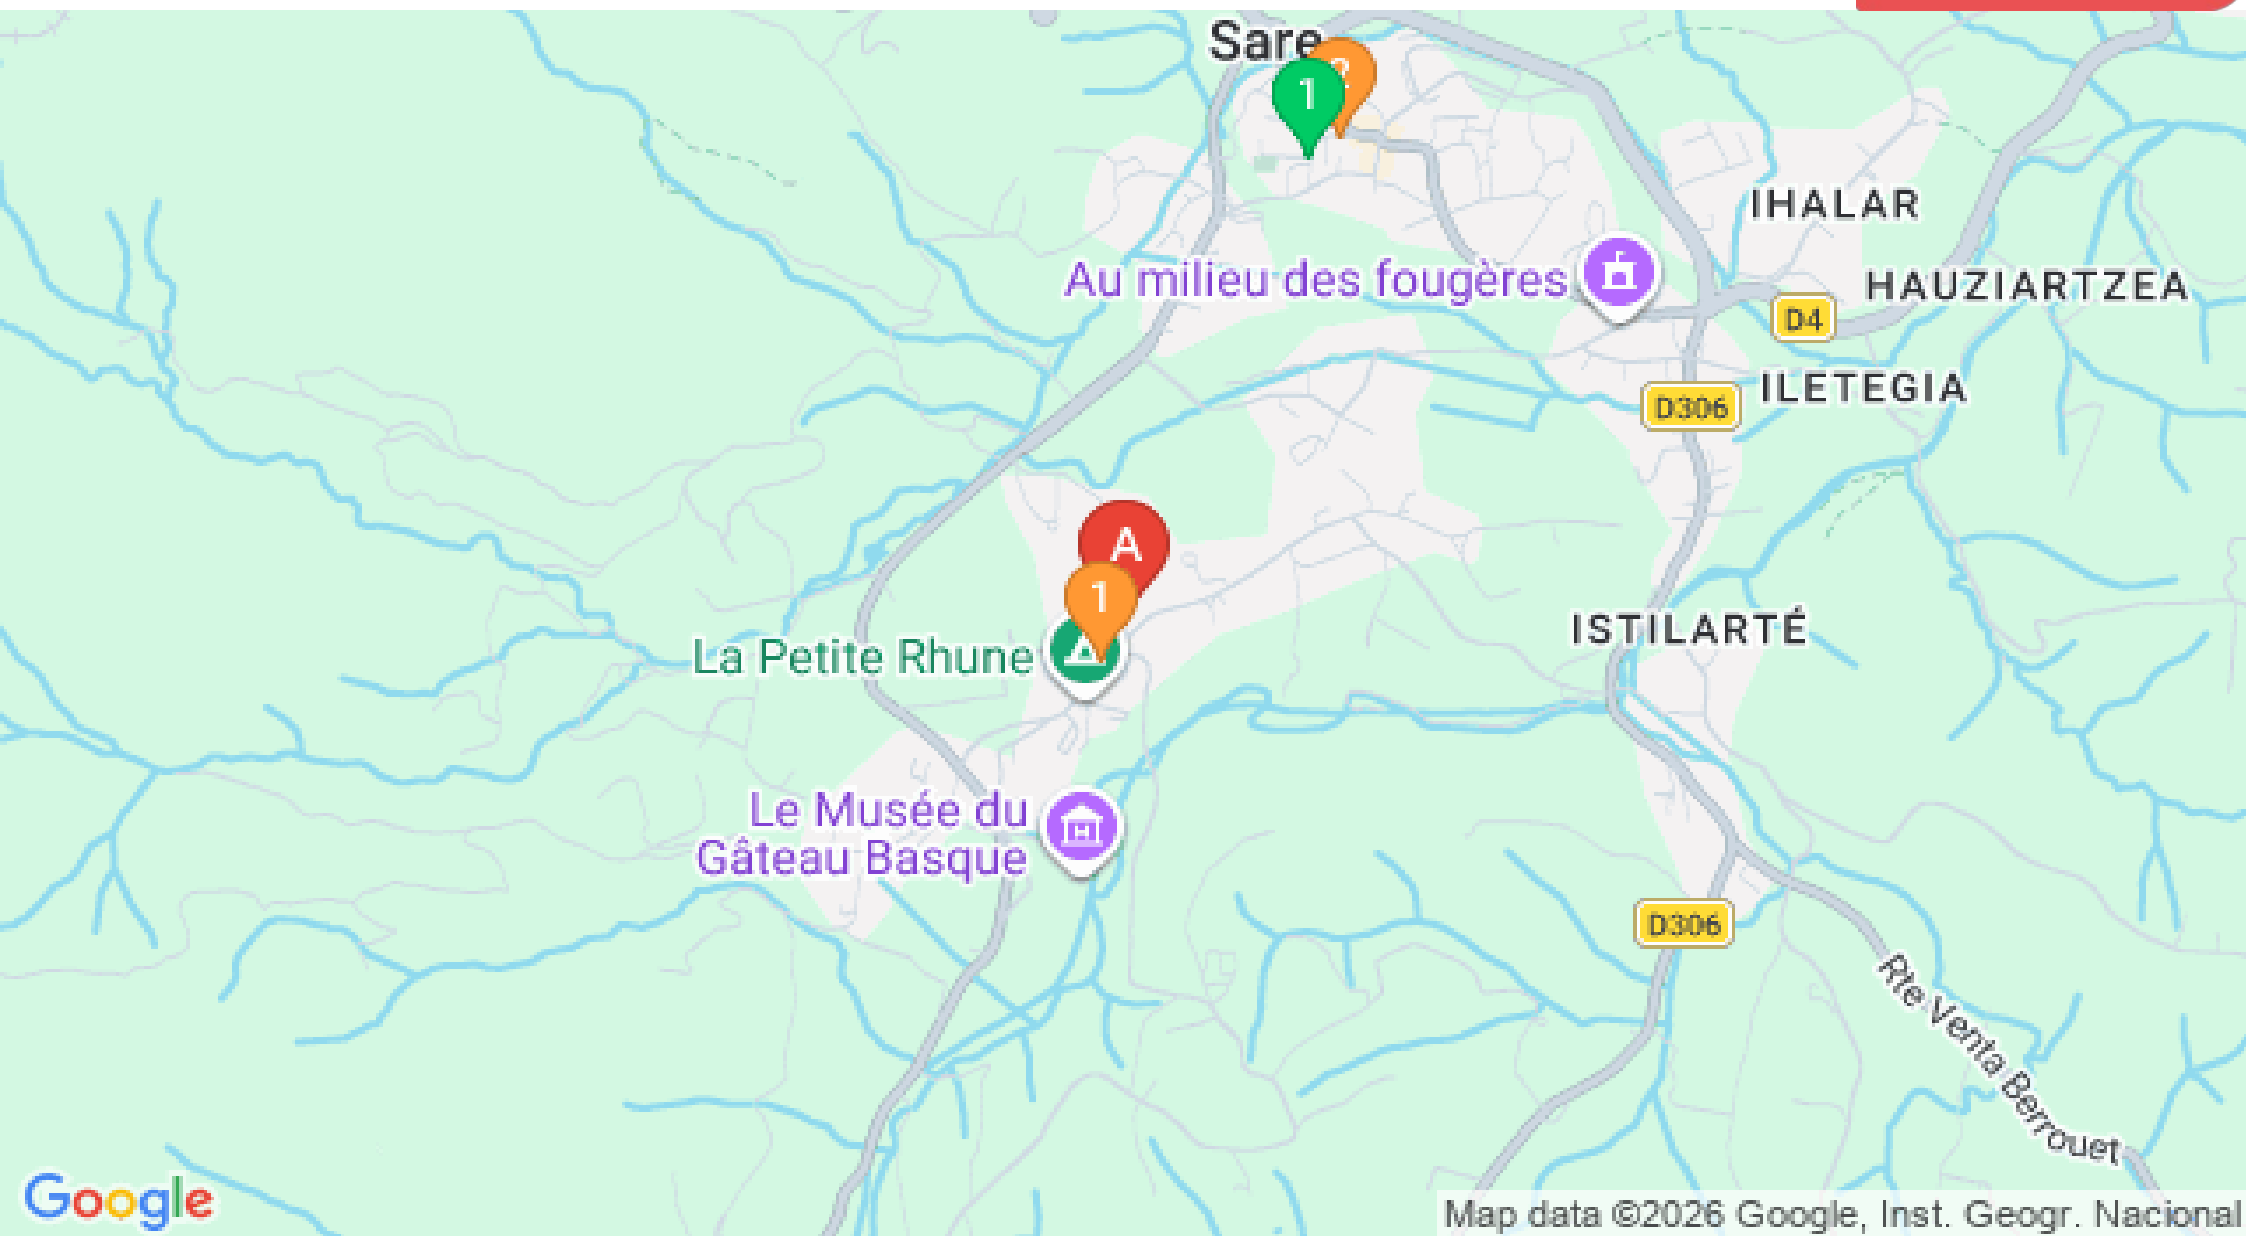 Sare
2
1
IHALAR
Au milieu des fougères
HAUZIARTZEA
D4
ILETEGIA
D306
A
1
ISTILARTÉ
La Petite Rhune
Le Musée du
Gâteau Basque
D306
Rte Venta Berrouet
Google
Map data ©2026 Google, Inst. Geogr. Nacional